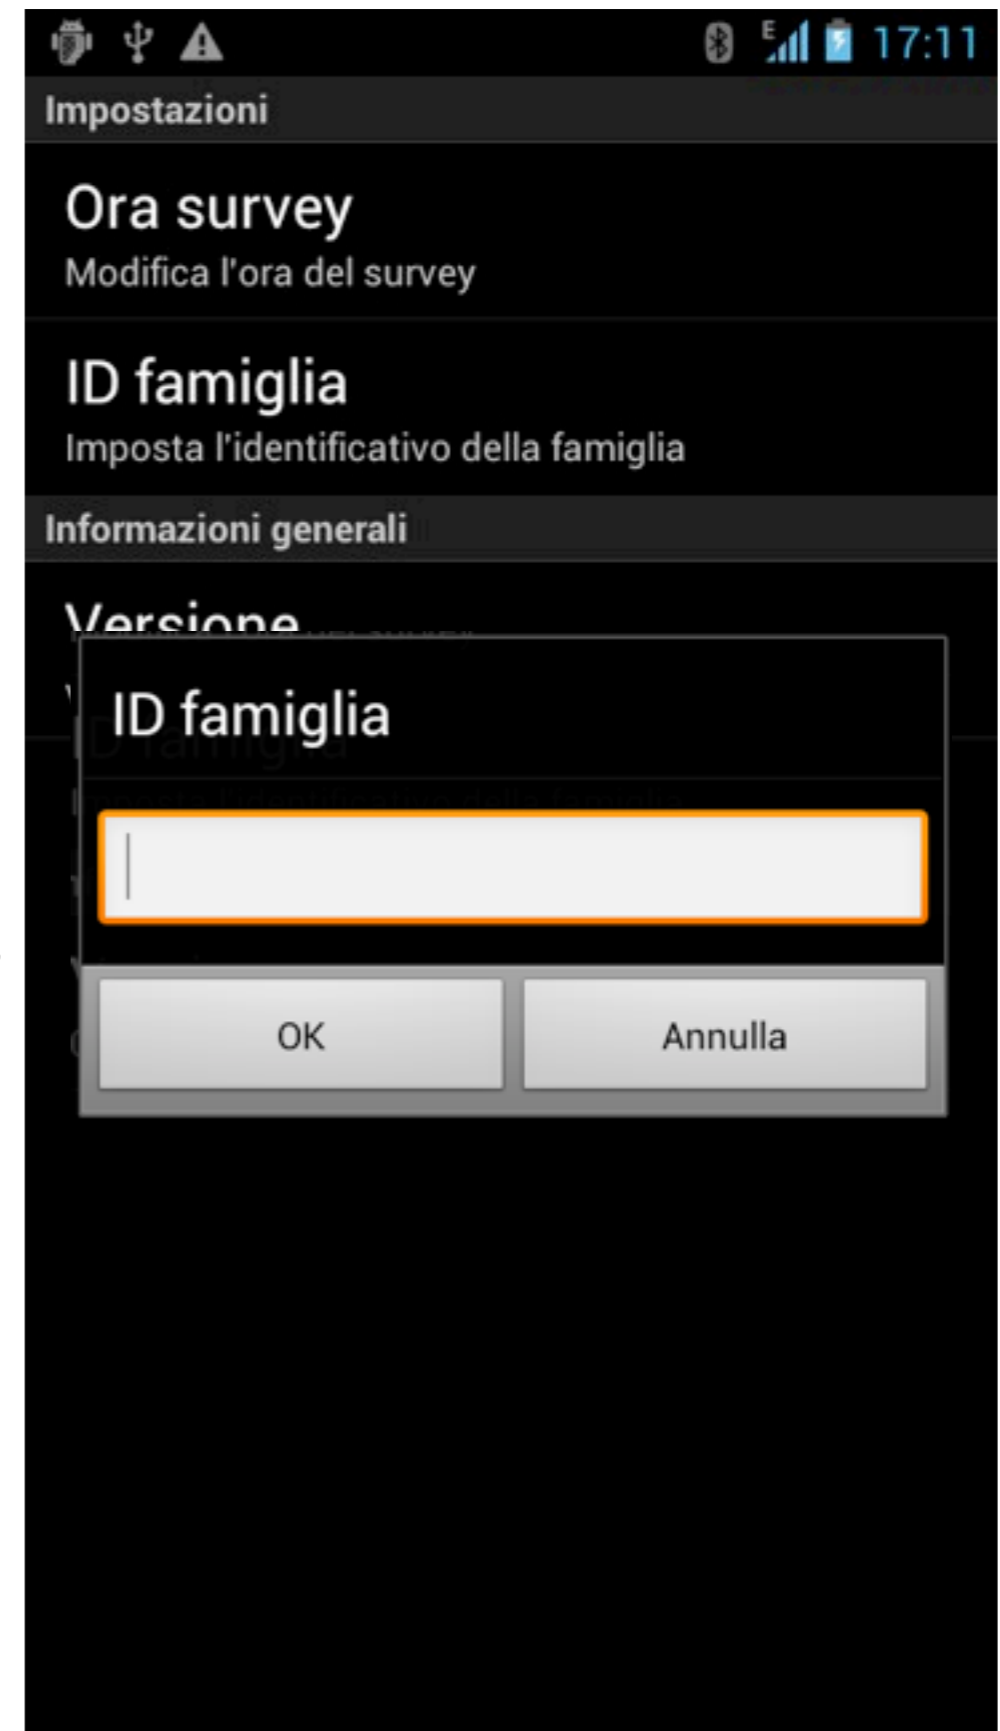 E 17:11
Impostazioni
Ora survey
Modifica l'ora del survey
ID famiglia
Imposta l'identificativo della famiglia
Informazioni generali
Versione
ID famiglia
OK Annulla